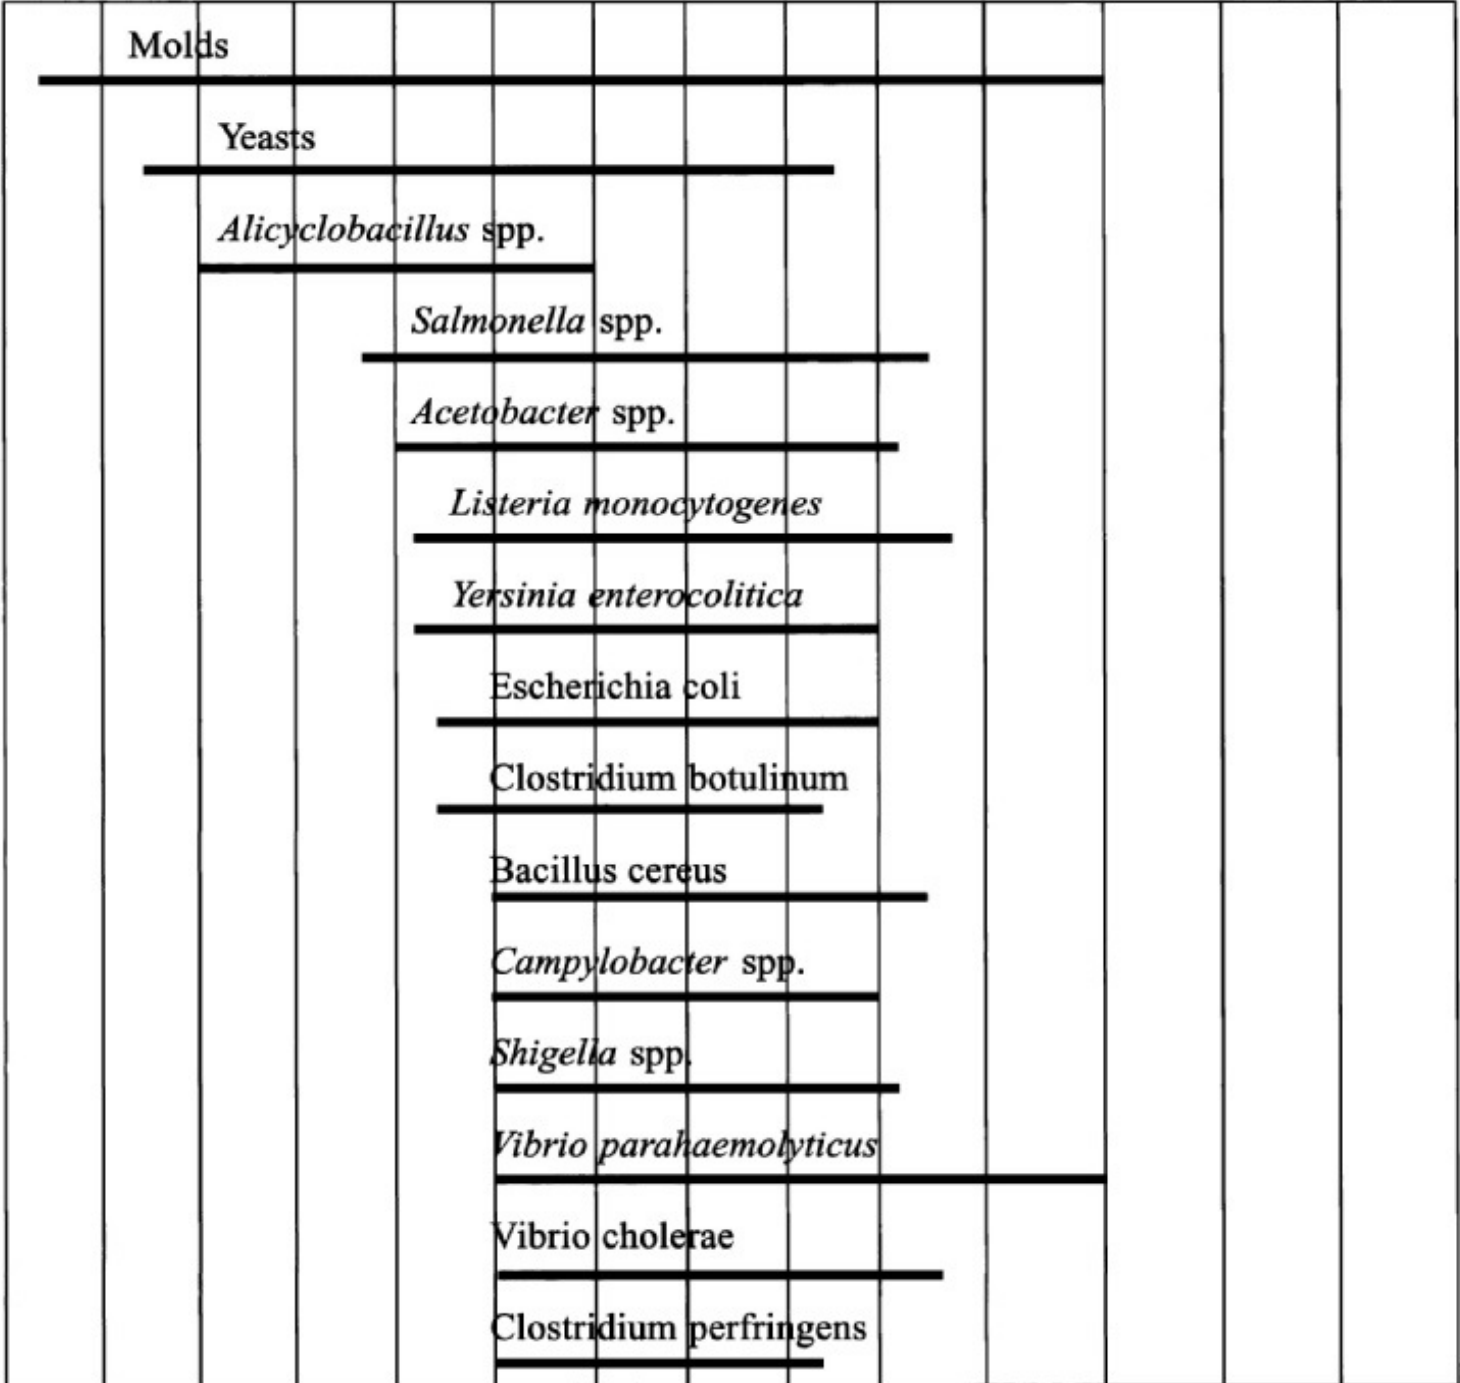 Molds
Yeasts
Alicyclobacillus spp.
Salmonella spp.
Acetobacter spp.
Listeria monocytogenes
Yersinia enterocolitica
Escherichia coli
Clostridium botulinum
Bacillus cereus
Campylobacter spp.
Shigella spp.
Vibrio parahaemolyticus
Vibrio cholerae
Clostridium perfringens